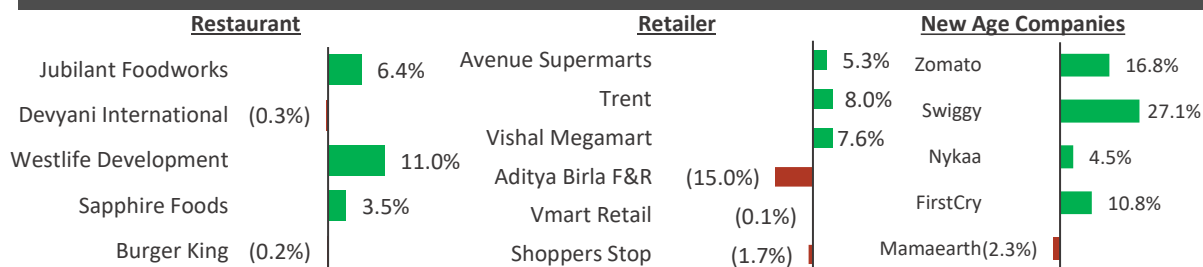 Restaurant
Jubilant Foodworks 6.4%
Devyani International (0.3%)
Westlife Development 11.0%
Sapphire Foods 3.5%
Burger King (0.2%)
Retailer
Avenue Supermarts 5.3%
Trent 8.0%
Vishal Megamart 7.6%
Aditya Birla F&R (15.0%)
Vmart Retail (0.1%)
Shoppers Stop (1.7%)
New Age Companies
Zomato 16.8%
Swiggy 27.1%
Nykaa 4.5%
FirstCry 10.8%
Mamaearth(2.3%)